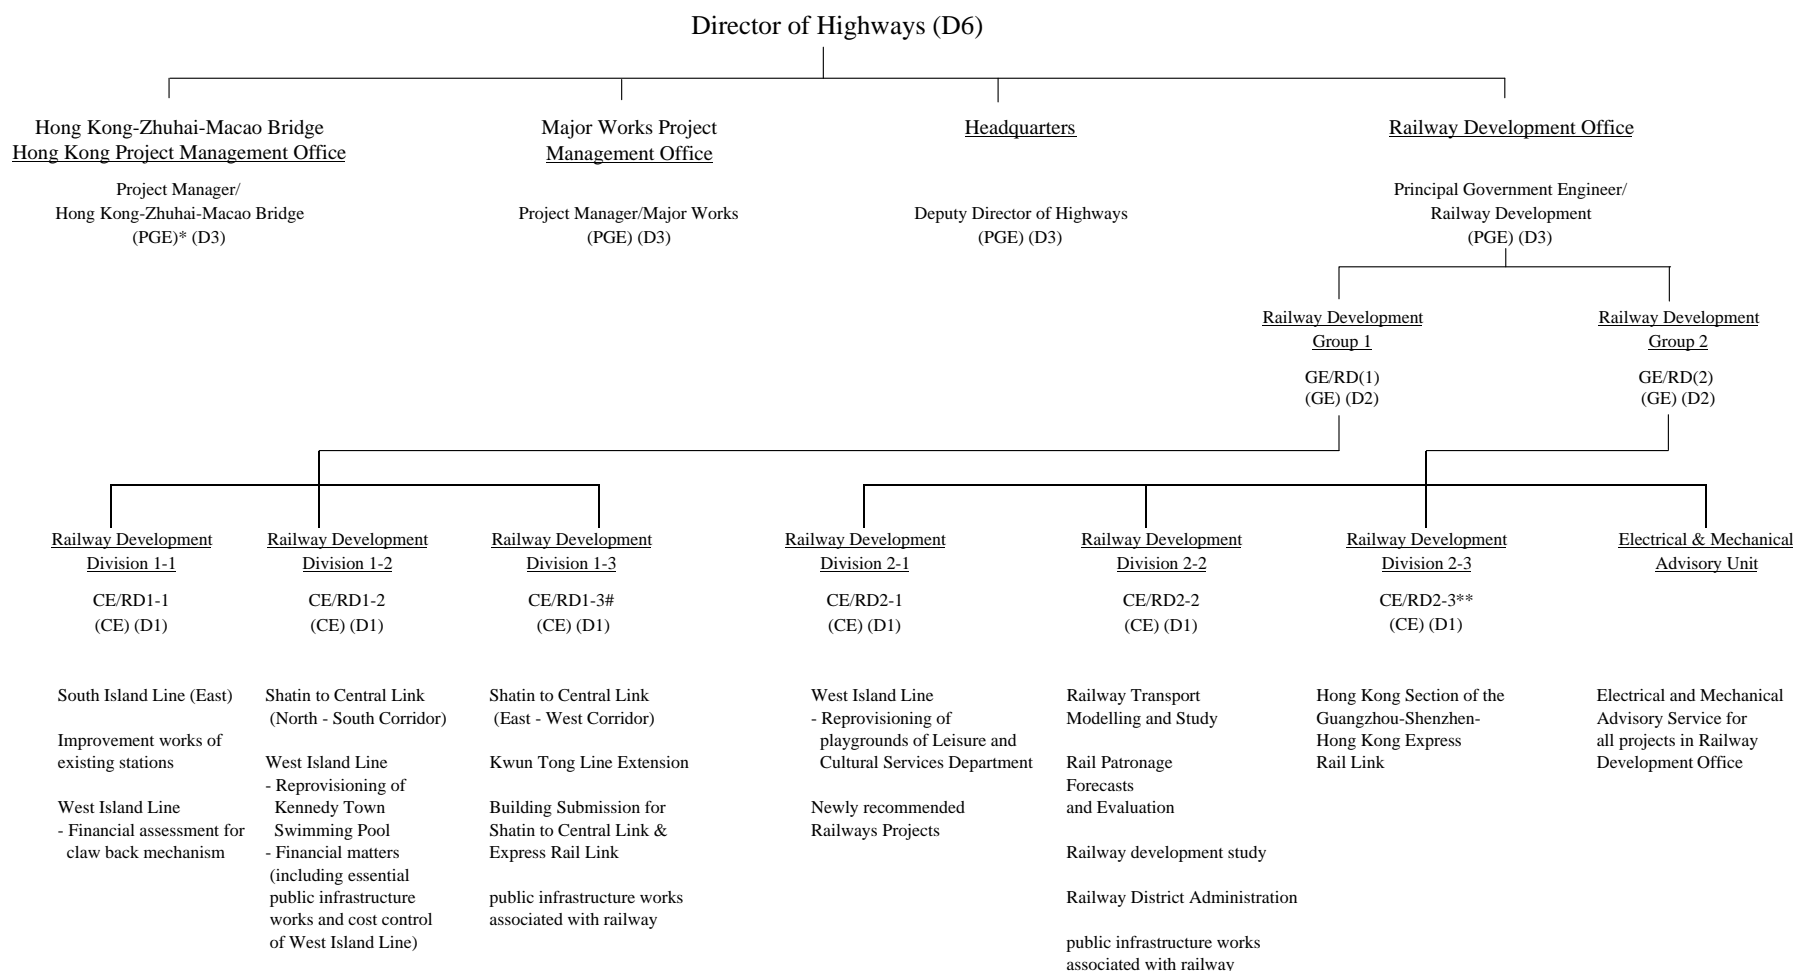 Director of Highways (D6)
Hong Kong-Zhuhai-Macao Bridge
Hong Kong Project Management Office
Project Manager/
Hong Kong-Zhuhai-Macao Bridge
(PGE)* (D3)
Major Works Project
Management Office
Project Manager/Major Works
(PGE) (D3)
Headquarters
Deputy Director of Highways
(PGE) (D3)
Railway Development Office
Principal Government Engineer/
Railway Development
(PGE) (D3)
Railway Development
Group 1
GE/RD(1)
(GE) (D2)
Railway Development
Group 2
GE/RD(2)
(GE) (D2)
Railway Development
Division 1-1
CE/RD1-1
(CE) (D1)
South Island Line (East)
Improvement works of
existing stations
West Island Line
- Financial assessment for
claw back mechanism
Railway Development
Division 1-2
CE/RD1-2
(CE) (D1)
Shatin to Central Link
(North - South Corridor)
West Island Line
- Reprovisioning of
Kennedy Town
Swimming Pool
- Financial matters
(including essential
public infrastructure
works and cost control
of West Island Line)
Railway Development
Division 1-3
CE/RD1-3#
(CE) (D1)
Shatin to Central Link
(East - West Corridor)
Kwun Tong Line Extension
Building Submission for
Shatin to Central Link &
Express Rail Link
public infrastructure works
associated with railway
Railway Development
Division 2-1
CE/RD2-1
(CE) (D1)
West Island Line
- Reprovisioning of
playgrounds of Leisure and
Cultural Services Department
Newly recommended
Railways Projects
Railway Development
Division 2-2
CE/RD2-2
(CE) (D1)
Railway Transport
Modelling and Study
Rail Patronage
Forecasts
and Evaluation
Railway development study
Railway District Administration
public infrastructure works
associated with railway
Railway Development
Division 2-3
CE/RD2-3**
(CE) (D1)
Hong Kong Section of the
Guangzhou-Shenzhen-
Hong Kong Express
Rail Link
Electrical & Mechanical
Advisory Unit
Electrical and Mechanical
Advisory Service for
all projects in Railway
Development Office